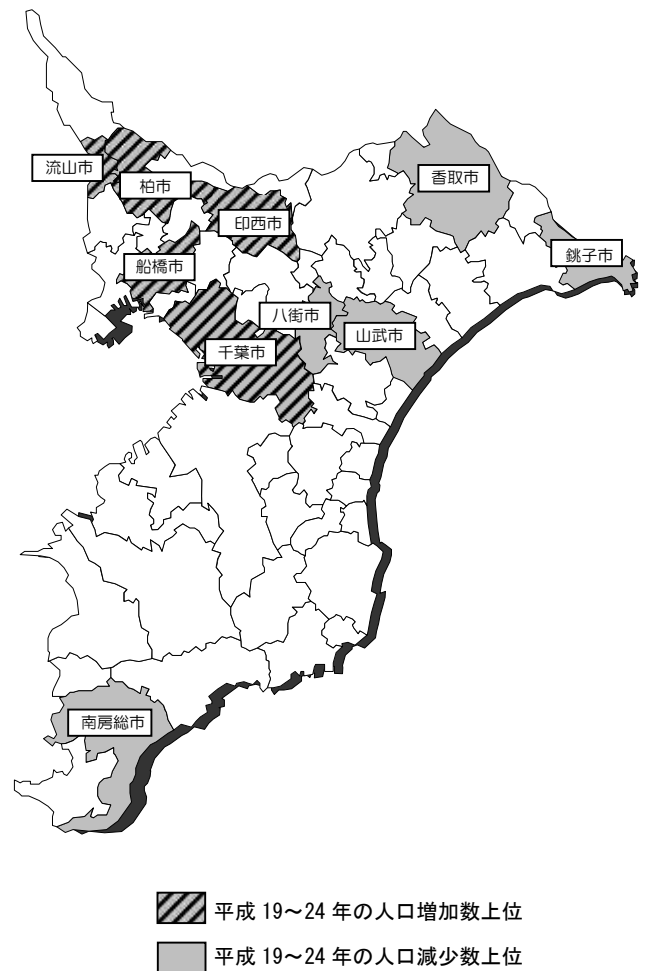 流山市
柏市
香取市
印西市
銚子市
船橋市
八街市
山武市
千葉市
南房総市
平成 19～24 年の人口増加数上位
平成 19～24 年の人口減少数上位